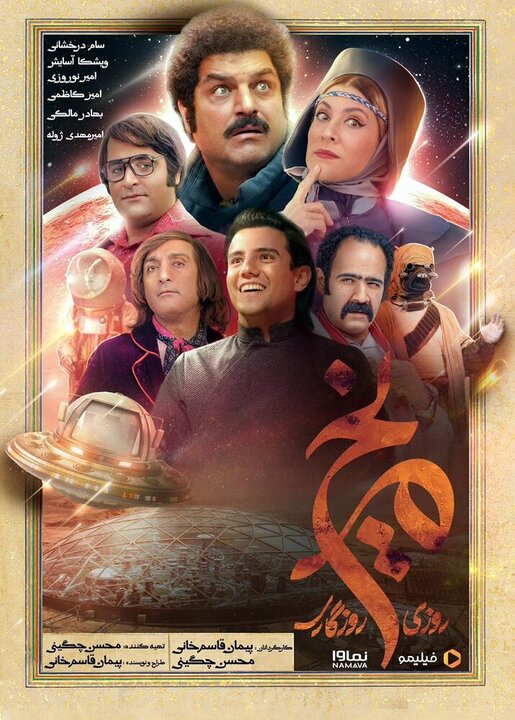 سام درخشانی
ویشکا آسایش
امیر نوروزی
امیر کاظمی
بهادر مالکی
امیرمهدی ژوله
روزی روزگاری
مریخ
کارگردانان: پیمان قاسم‌خانی
محسن چگینی
تهیه کننده: محسن چگینی
طراح و نویسنده: پیمان قاسم‌خانی
فیلیمو
نماوا
NAMAVA